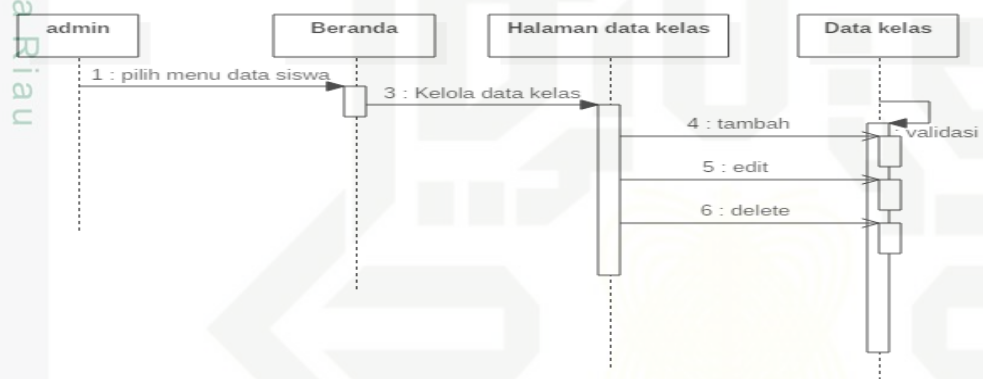 admin
Beranda
Halaman data kelas
Data kelas
1 : pilih menu data siswa
3 : Kelola data kelas
4 : tambah
: validasi
5 : edit
6 : delete
a Riau